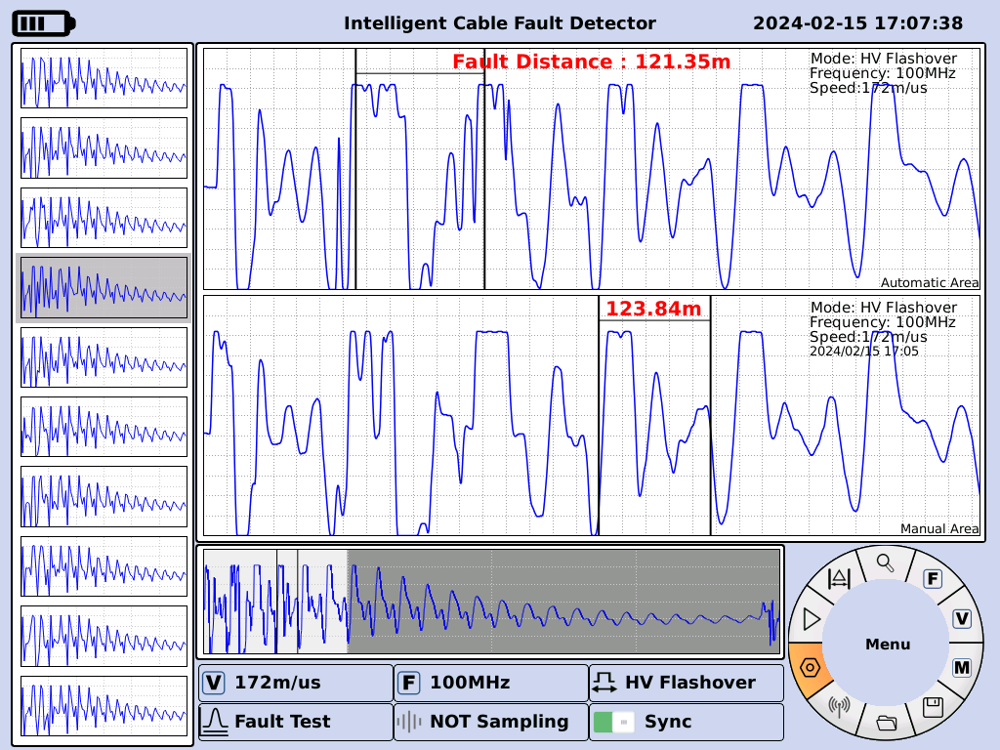 Intelligent Cable Fault Detector
2024-02-15 17:07:38
Fault Distance : 121.35m
Mode: HV Flashover
Frequency: 100MHz
Speed:172m/us
Automatic Area
123.84m
Mode: HV Flashover
Frequency: 100MHz
Speed:172m/us
2024/02/15 17:05
Manual Area
F
V
M
Menu
V 172m/us
F 100MHz
HV Flashover
Fault Test
NOT Sampling
Sync